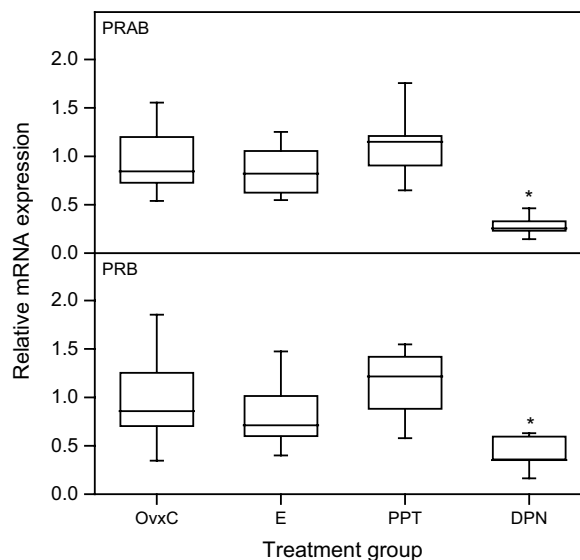 PRAB
2.0
1.5
1.0
0.5
0.0
*
Relative mRNA expression
PRB
2.0
1.5
1.0
0.5
0.0
*
OvxC E PPT DPN
Treatment group